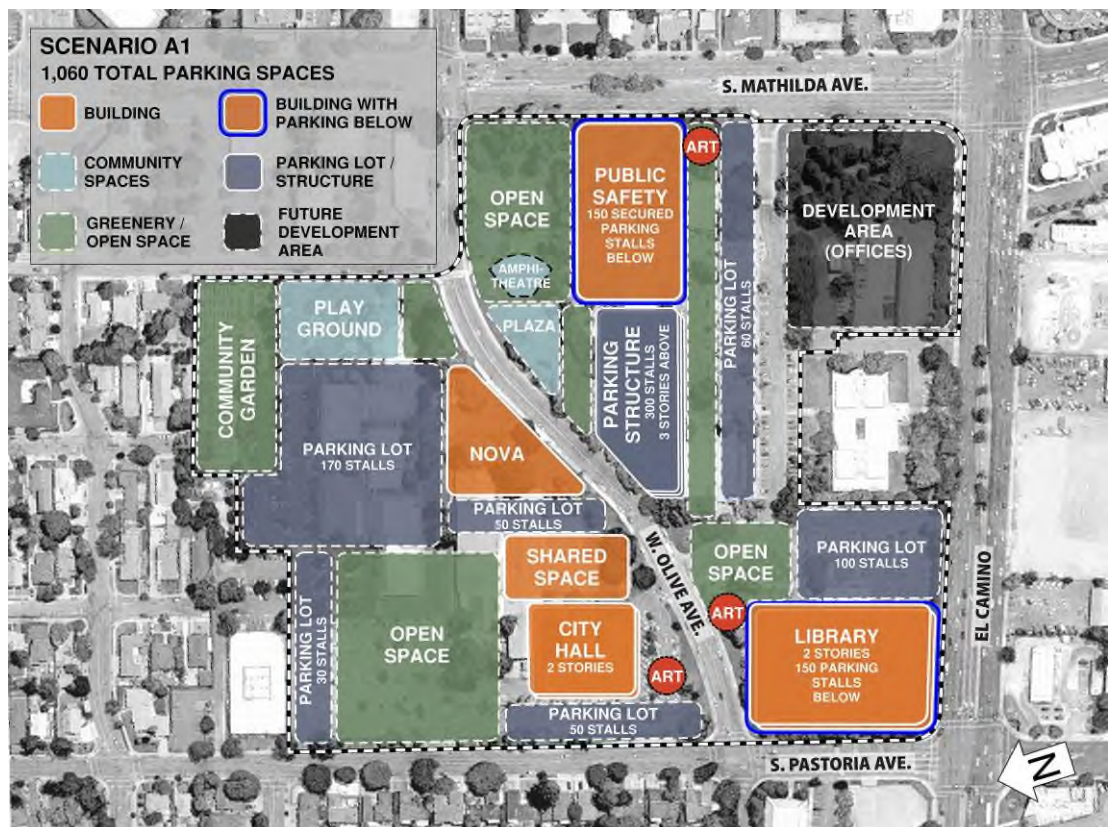 SCENARIO A1
1,060 TOTAL PARKING SPACES
BUILDING
BUILDING WITH
PARKING BELOW
COMMUNITY
SPACES
PARKING LOT /
STRUCTURE
GREENERY /
OPEN SPACE
FUTURE
DEVELOPMENT
AREA
S. MATHILDA AVE.
OPEN
SPACE
AMPHI-
THEATRE
PUBLIC
SAFETY
150 SECURED
PARKING
STALLS
BELOW
ART
PARKING LOT
60 STALLS
DEVELOPMENT
AREA
(OFFICES)
COMMUNITY
GARDEN
PLAY
GROUND
PLAZA
PARKING
STRUCTURE
300 STALLS
3 STORIES ABOVE
PARKING LOT
170 STALLS
NOVA
PARKING LOT
50 STALLS
W. OLIVE AVE.
SHARED
SPACE
OPEN
SPACE
PARKING LOT
100 STALLS
EL CAMINO
PARKING LOT
30 STALLS
OPEN
SPACE
CITY
HALL
2 STORIES
ART
ART
LIBRARY
2 STORIES
150 PARKING
STALLS
BELOW
PARKING LOT
50 STALLS
S. PASTORIA AVE.
N